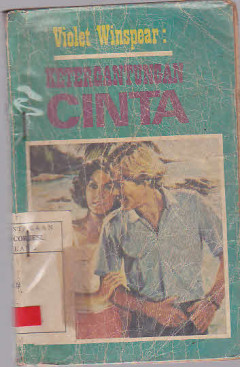 Violet Winspear :
KETERGANTUNGAN
CINTA